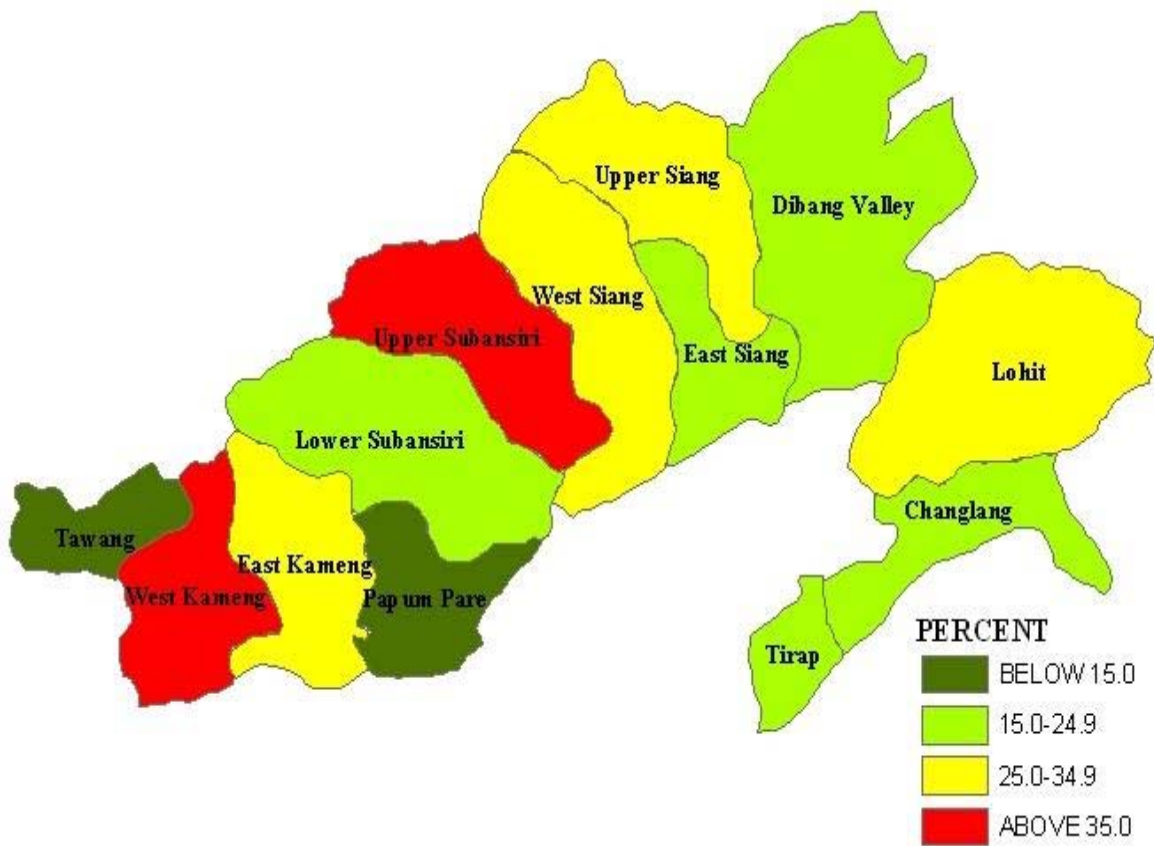 Upper Siang
Dibang Valley
West Siang
Upper Subansiri
East Siang
Lohit
Lower Subansiri
Changlang
Tawang
East Kameng
West Kameng
Papum Pare
Tirap
PERCENT
BELOW 15.0
15.0-24.9
25.0-34.9
ABOVE 35.0